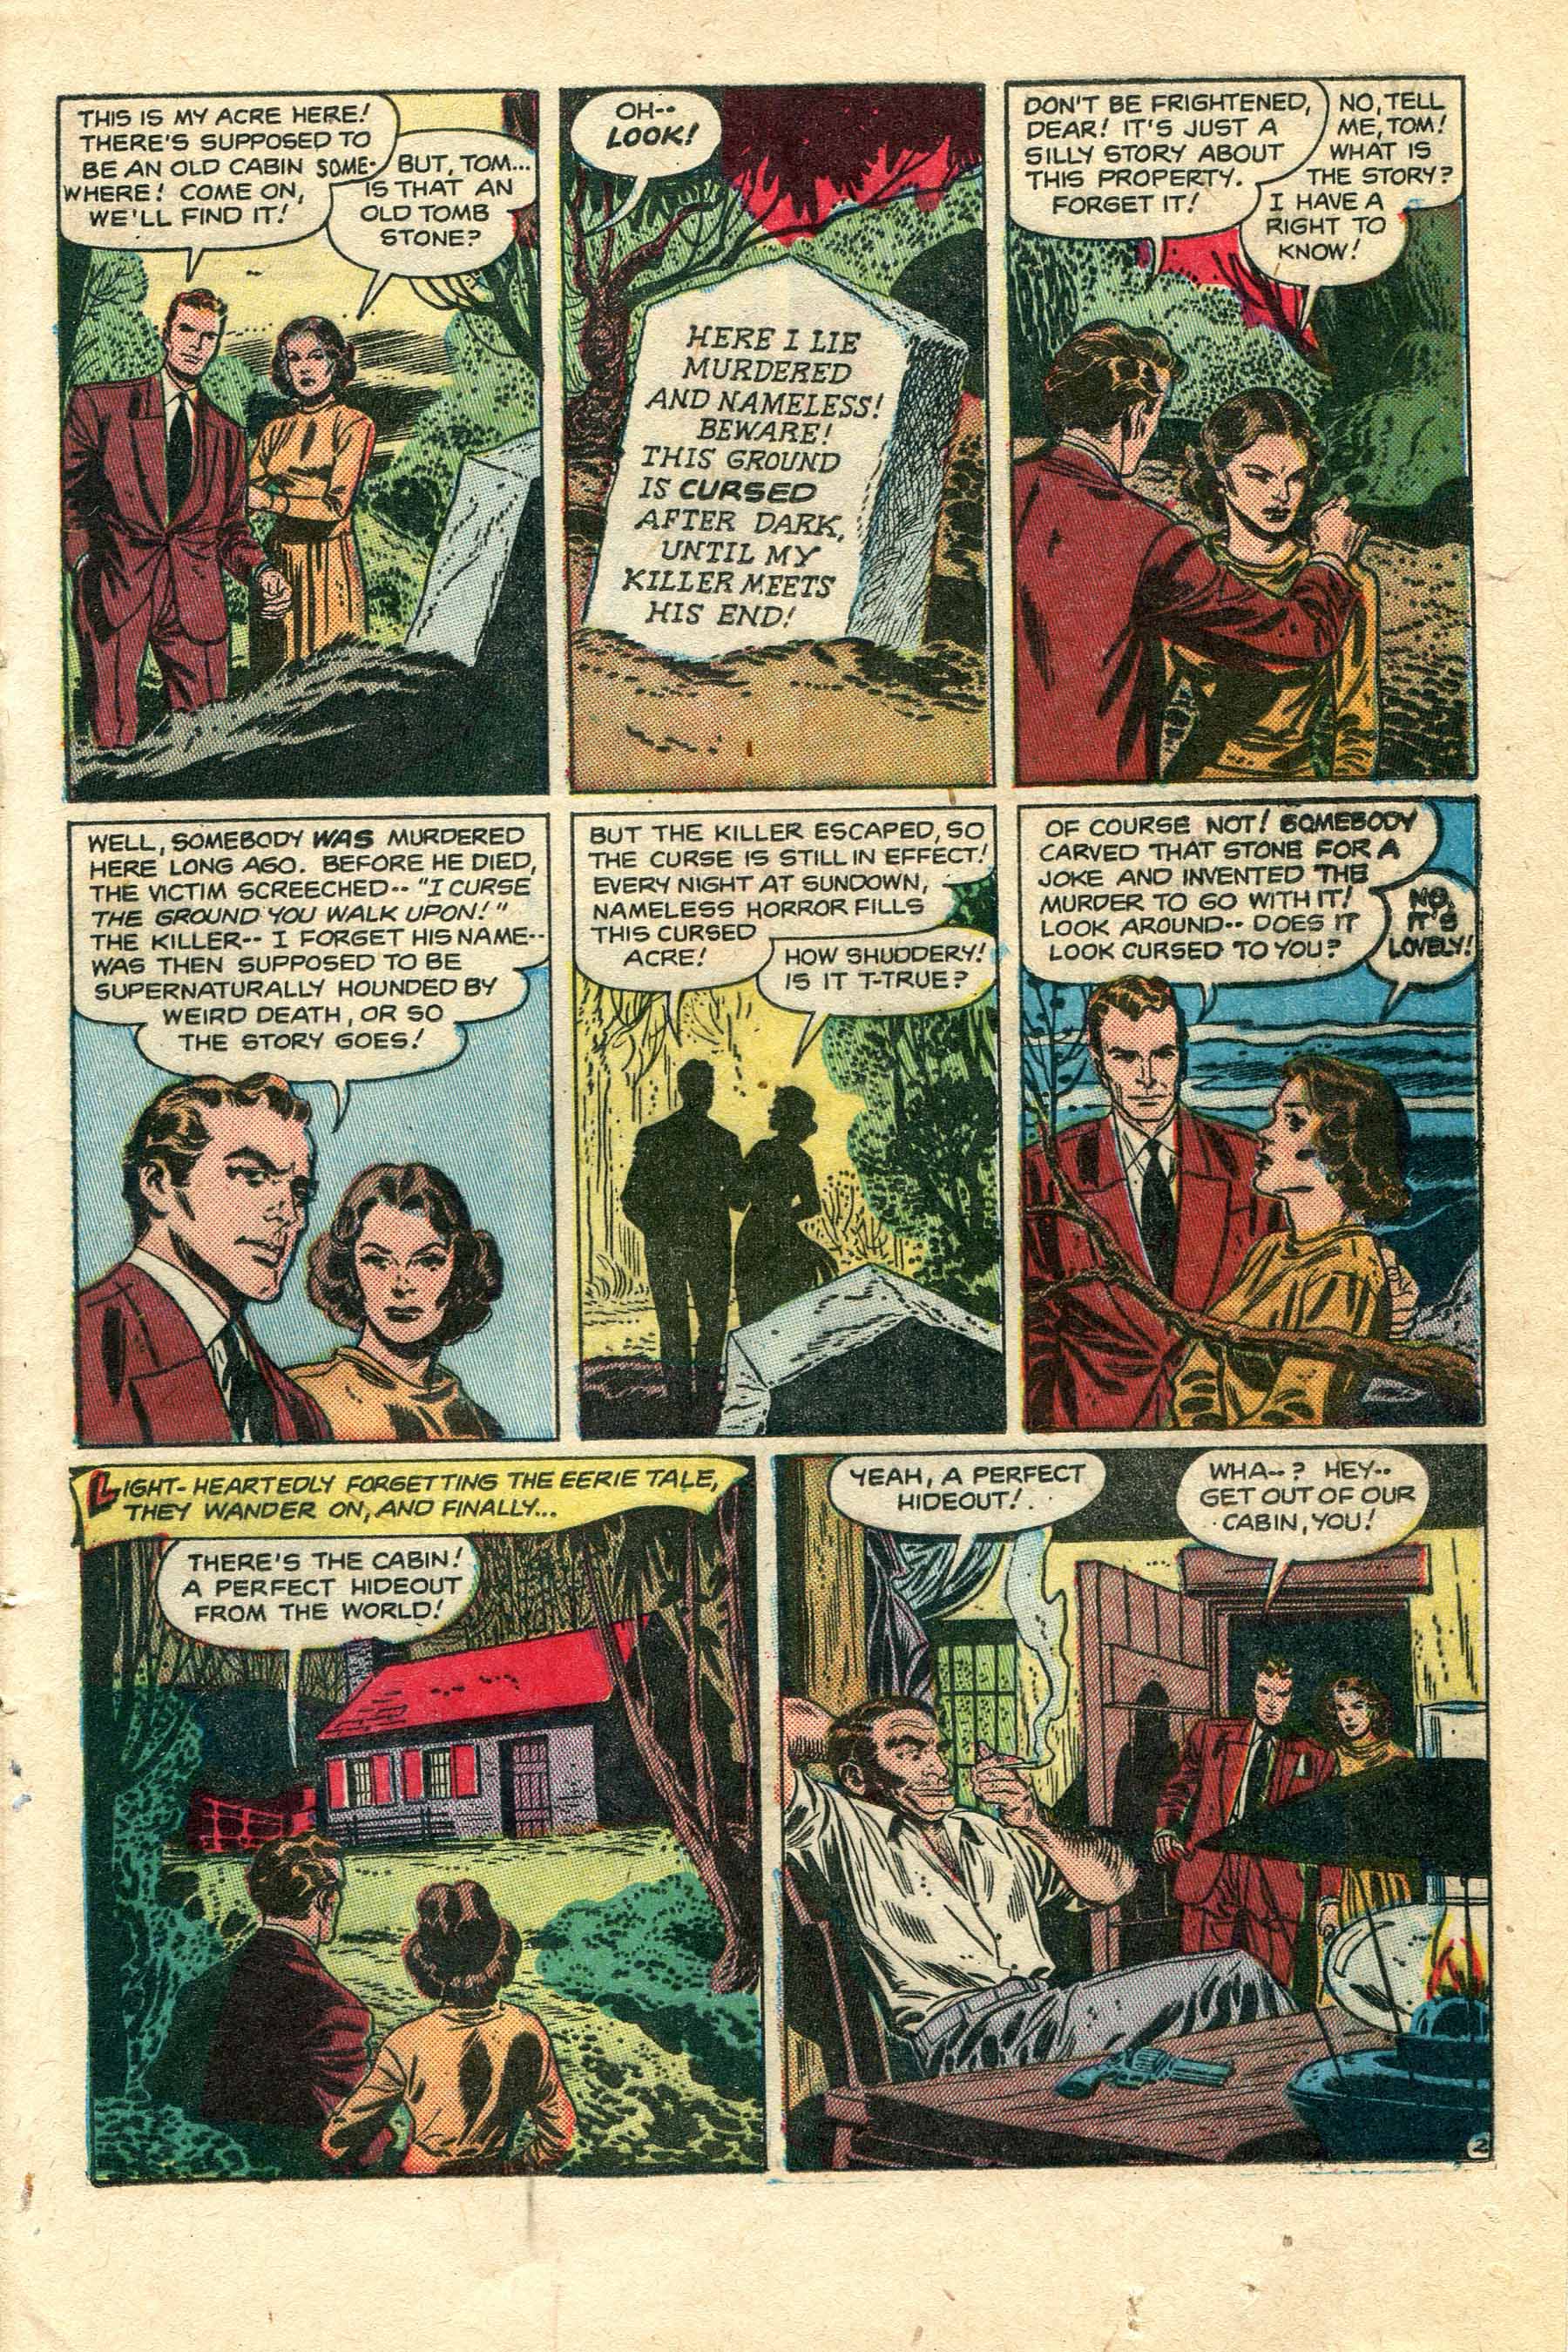 THIS IS MY ACRE HERE!
THERE'S SUPPOSED TO
BE AN OLD CABIN SOME-
WHERE! COME ON,
WE'LL FIND IT!
BUT, TOM...
IS THAT AN
OLD TOMB
STONE?
OH--
LOOK!
HERE I LIE
MURDERED
AND NAMELESS!
BEWARE!
THIS GROUND
IS CURSED
AFTER DARK,
UNTIL MY
KILLER MEETS
HIS END!
DON'T BE FRIGHTENED,
DEAR! IT'S JUST A
SILLY STORY ABOUT
THIS PROPERTY.
FORGET IT!
NO, TELL
ME, TOM!
WHAT IS
THE STORY?
I HAVE A
RIGHT TO
KNOW!
WELL, SOMEBODY WAS MURDERED
HERE LONG AGO. BEFORE HE DIED,
THE VICTIM SCREECHED-- "I CURSE
THE GROUND YOU WALK UPON!"
THE KILLER-- I FORGET HIS NAME--
WAS THEN SUPPOSED TO BE
SUPERNATURALLY HOUNDED BY
WEIRD DEATH, OR SO
THE STORY GOES!
BUT THE KILLER ESCAPED, SO
THE CURSE IS STILL IN EFFECT!
EVERY NIGHT AT SUNDOWN,
NAMELESS HORROR FILLS
THIS CURSED
ACRE!
HOW SHUDDERY!
IS IT T-TRUE?
OF COURSE NOT! SOMEBODY
CARVED THAT STONE FOR A
JOKE AND INVENTED THE
MURDER TO GO WITH IT!
LOOK AROUND-- DOES IT
LOOK CURSED TO YOU?
NO,
IT'S
LOVELY!
LIGHT-HEARTEDLY FORGETTING THE EERIE TALE,
THEY WANDER ON, AND FINALLY...
THERE'S THE CABIN!
A PERFECT HIDEOUT
FROM THE WORLD!
YEAH, A PERFECT
HIDEOUT!
WHA--? HEY--
GET OUT OF OUR
CABIN, YOU!
2